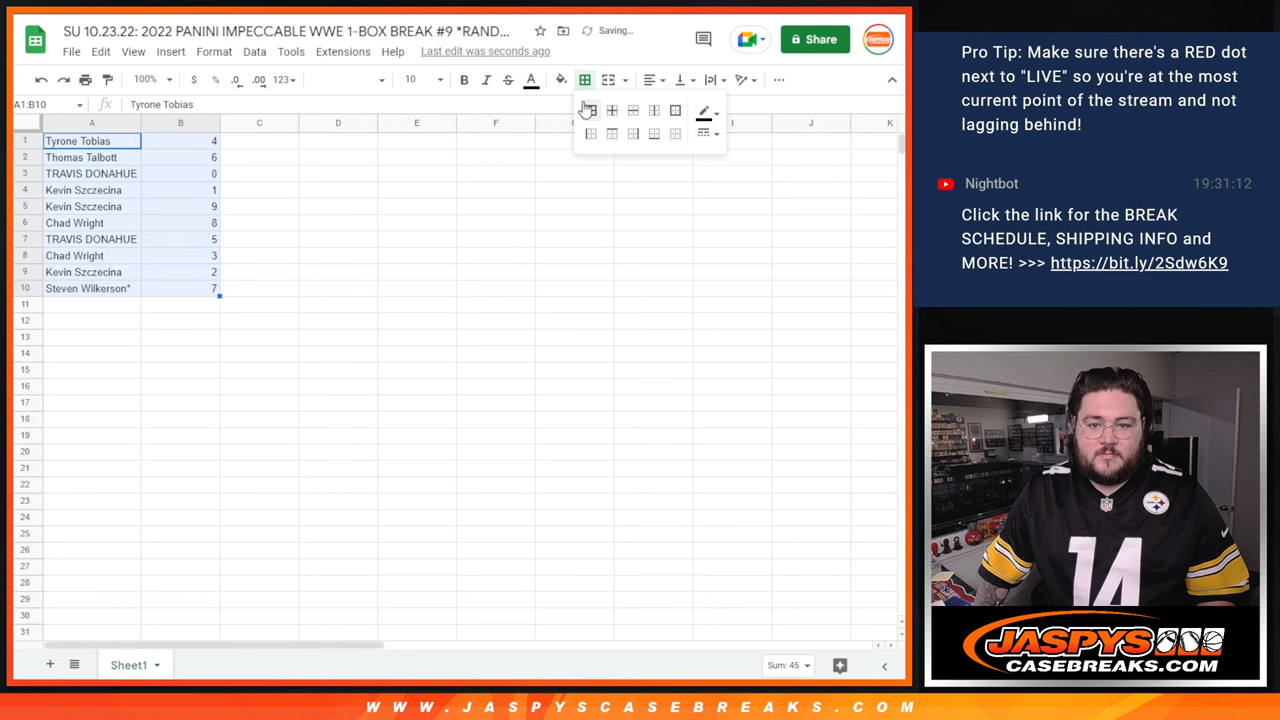 SU 10.23.22: 2022 PANINI IMPECCABLE WWE 1-BOX BREAK #9 *RAND...
Saving...
Share
File Edit View Insert Format Data Tools Extensions Help Last edit was seconds ago
100% $ % .0 .00 123 10 B I S A
A1:B10 fx Tyrone Tobias
A B C D E F I J K
1 Tyrone Tobias 4
2 Thomas Talbott 6
3 TRAVIS DONAHUE 0
4 Kevin Szczecina 1
5 Kevin Szczecina 9
6 Chad Wright 8
7 TRAVIS DONAHUE 5
8 Chad Wright 3
9 Kevin Szczecina 2
10 Steven Wilkerson* 7
11
12
13
14
15
16
17
18
19
20
21
22
23
24
25
26
27
28
29
30
31
Sheet1
Sum: 45
Pro Tip: Make sure there's a RED dot
next to "LIVE" so you're at the most
current point of the stream and not
lagging behind!
Nightbot 19:31:12
Click the link for the BREAK
SCHEDULE, SHIPPING INFO and
MORE! >>> https://bit.ly/2Sdw6K9
14
JASPYS
CASEBREAKS.COM
WWW.JASPYSCASEBREAKS.COM